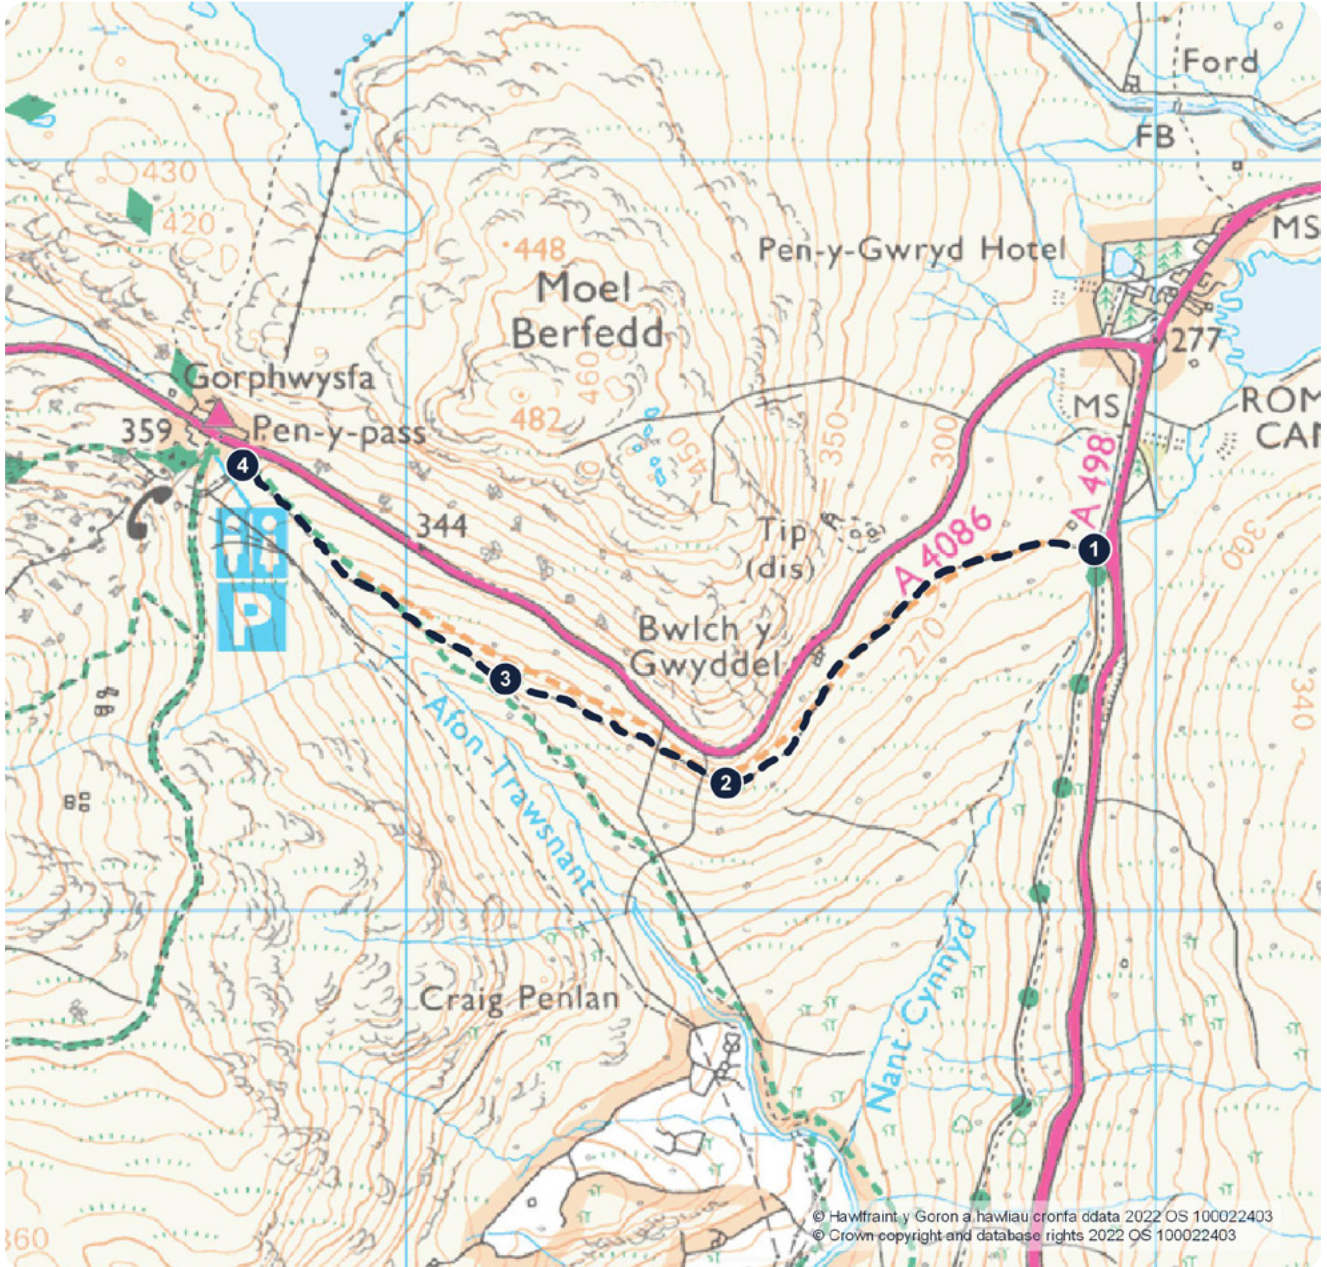 Ford
FB
430
420
448
Moel
Berfedd
Pen-y-Gwryd Hotel
MS
277
Gorphwysfa
359
Pen-y-pass
460
482
450
350
300
MS
ROM
CAM
A 498
4
344
Tip
(dis)
A 4086
1
300
P
Bwlch y
Gwyddel
270
3
340
2
Afon Trawsnant
Craig Penlan
Nant Cynnyd
360
© Hawlfraint y Goron a hawliau cronfa ddata 2022 OS 100022403
© Crown copyright and database rights 2022 OS 100022403